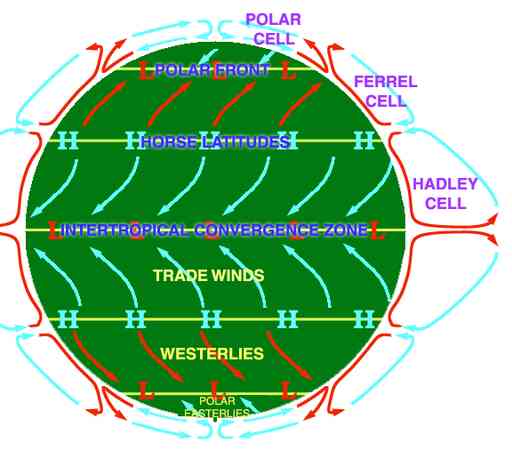 POLAR
CELL
L POLAR FRONT L L
FERREL
CELL
H H HORSE LATITUDES H H H
HADLEY
CELL
L INTERTROPICAL CONVERGENCE ZONE L L L L
TRADE WINDS
H H H H H
WESTERLIES
L L L
POLAR
EASTERLIES